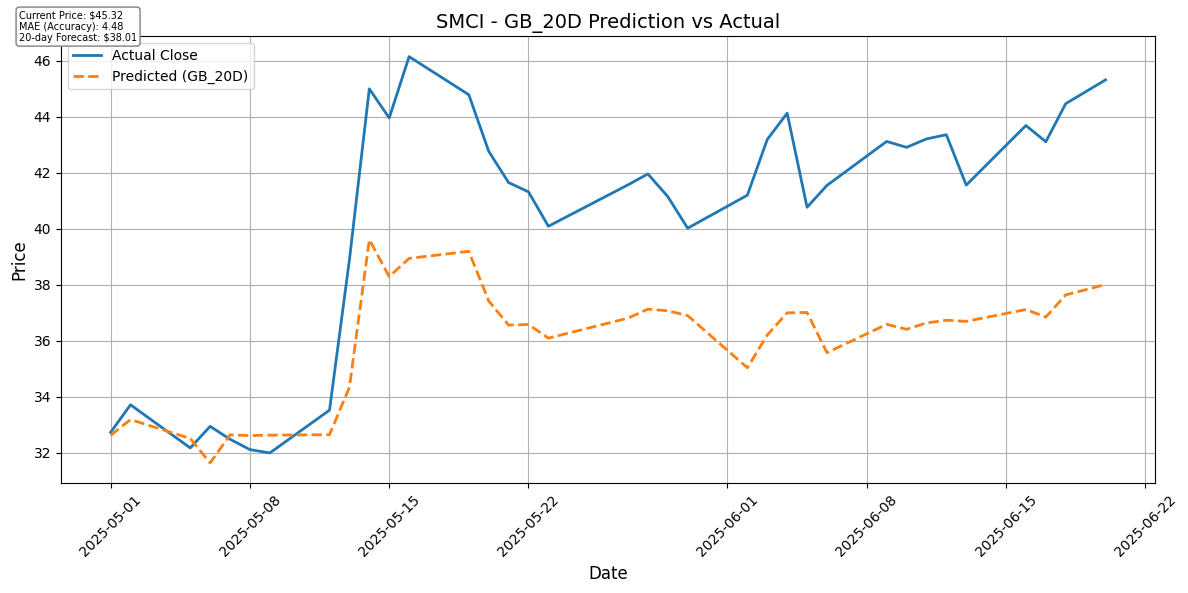 SMCI - GB_20D Prediction vs Actual
Current Price: $45.32
MAE (Accuracy): 4.48
20-day Forecast: $38.01
Actual Close
Predicted (GB_20D)
Price
46
44
42
40
38
36
34
32
2025-05-01
2025-05-08
2025-05-15
2025-05-22
2025-06-01
2025-06-08
2025-06-15
2025-06-22
Date